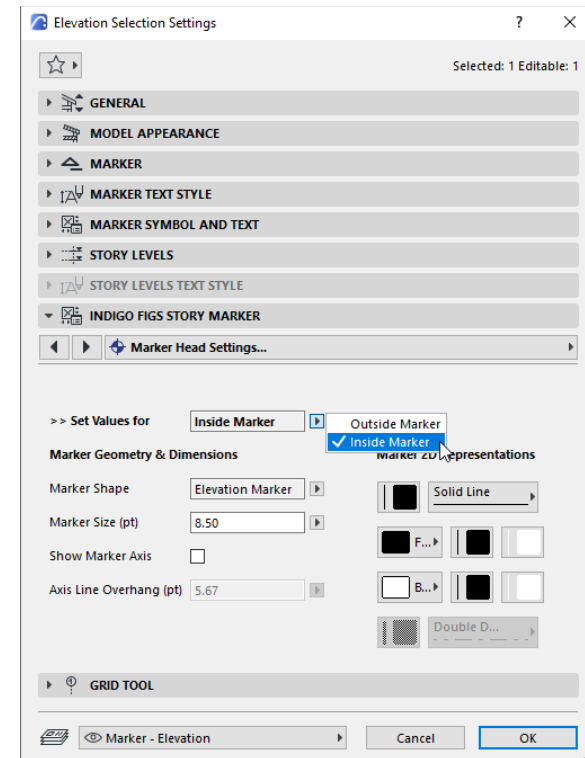 Elevation Selection Settings
?
Selected: 1 Editable: 1
GENERAL
MODEL APPEARANCE
MARKER
MARKER TEXT STYLE
MARKER SYMBOL AND TEXT
STORY LEVELS
STORY LEVELS TEXT STYLE
INDIGO FIGS STORY MARKER
Marker Head Settings...
>> Set Values for
Inside Marker
Outside Marker
Inside Marker
Marker Geometry & Dimensions
Marker 2D Representations
Marker Shape
Elevation Marker
Solid Line
Marker Size (pt)
8.50
F...
Show Marker Axis
Axis Line Overhang (pt)
5.67
B...
Double D...
GRID TOOL
Marker - Elevation
Cancel
OK